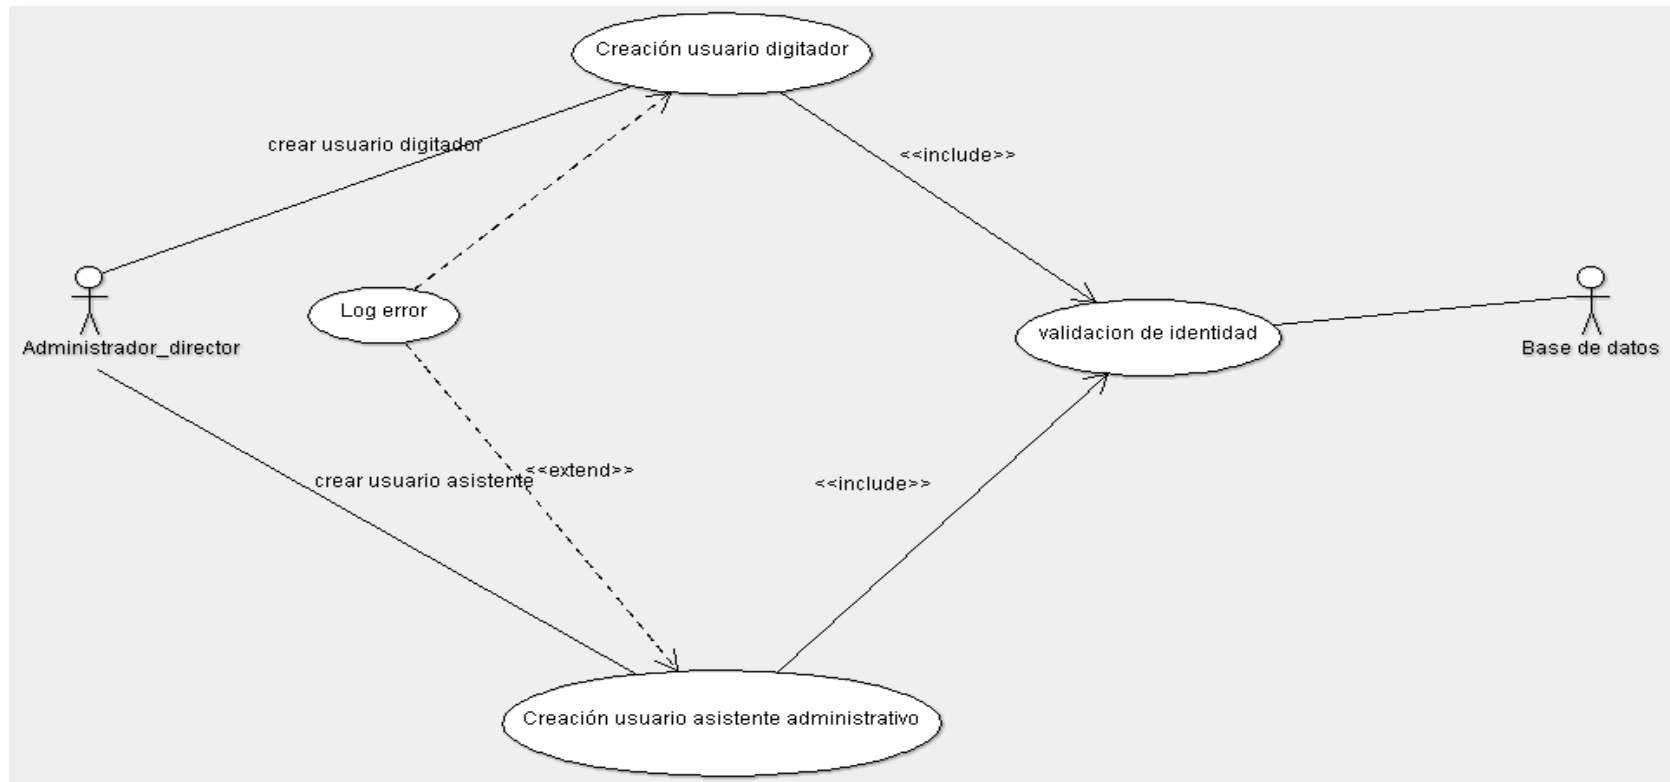 Creación usuario digitador
crear usuario digitador
<<include>>
Log error
validacion de identidad
Administrador_director
Base de datos
<<extend>>
crear usuario asistente
<<include>>
Creación usuario asistente administrativo